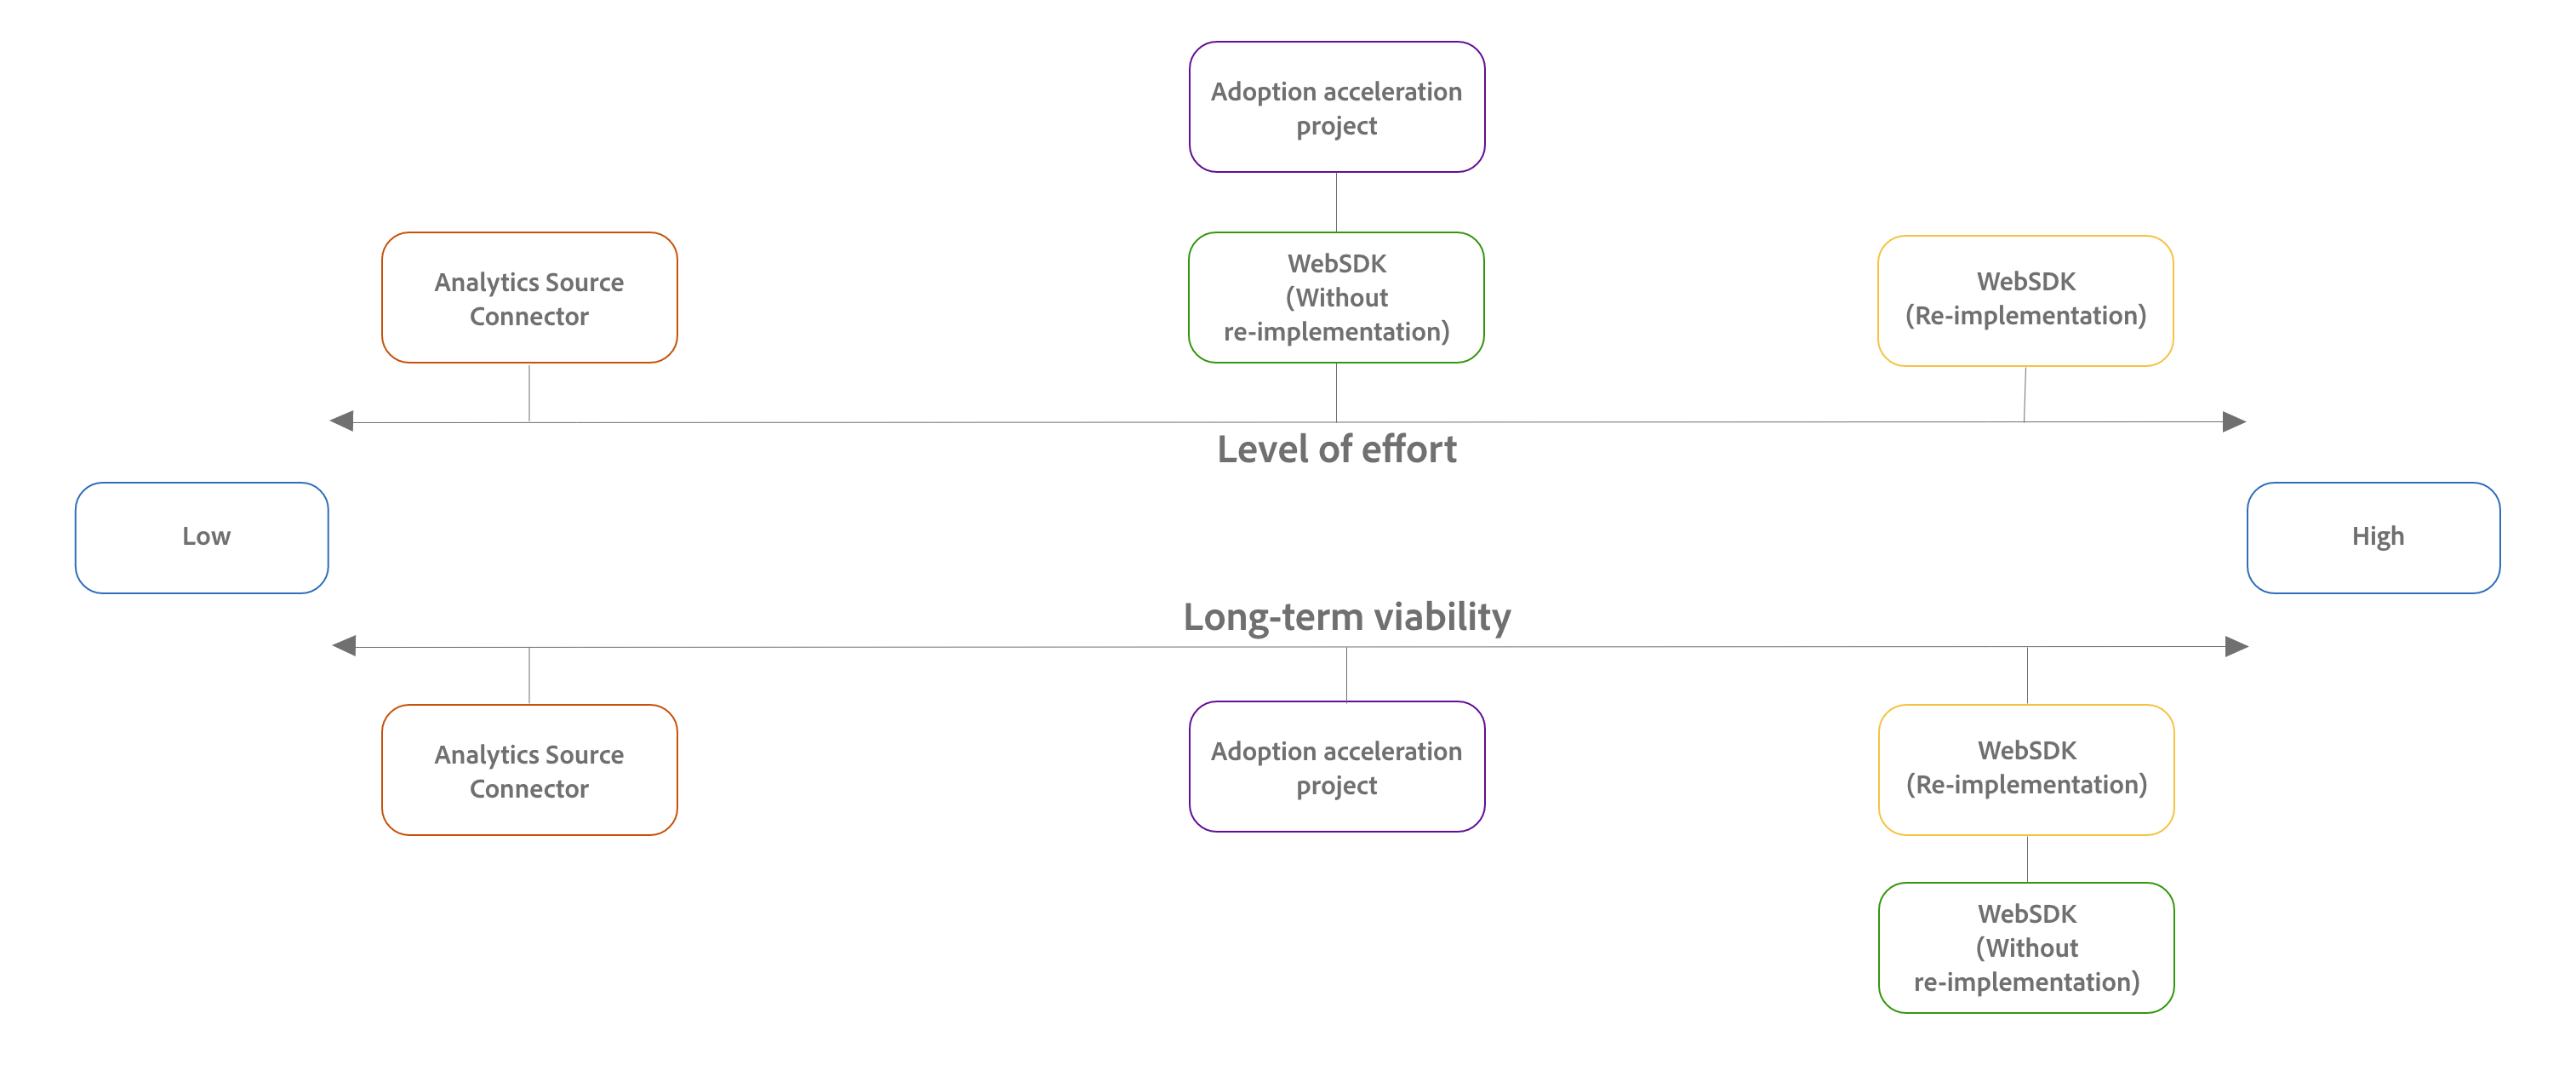 Adoption acceleration
project
Analytics Source
Connector
WebSDK
(Without
re-implementation)
WebSDK
(Re-implementation)
Level of effort
Low
High
Long-term viability
Analytics Source
Connector
Adoption acceleration
project
WebSDK
(Re-implementation)
WebSDK
(Without
re-implementation)